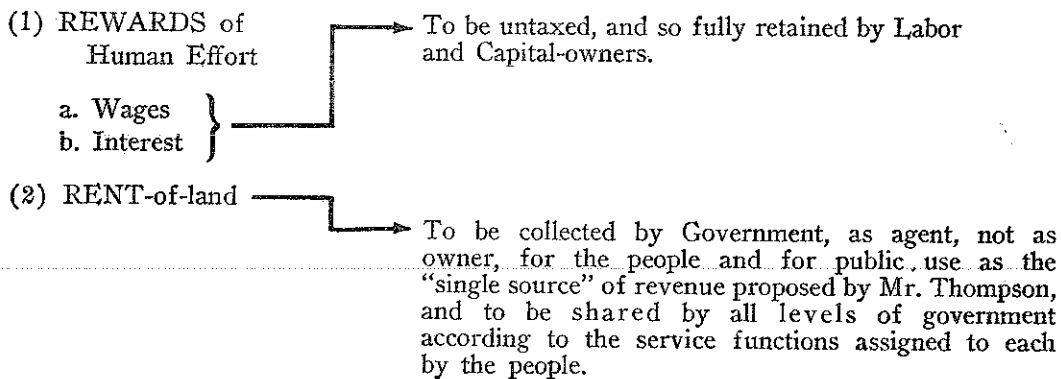 (1) REWARDS of
Human Effort
To be untaxed, and so fully retained by Labor
and Capital-owners.
a. Wages
b. Interest
(2) RENT-of-land
To be collected by Government, as agent, not as
owner, for the people and for public use as the
"single source" of revenue proposed by Mr. Thompson,
and to be shared by all levels of government
according to the service functions assigned to each
by the people.